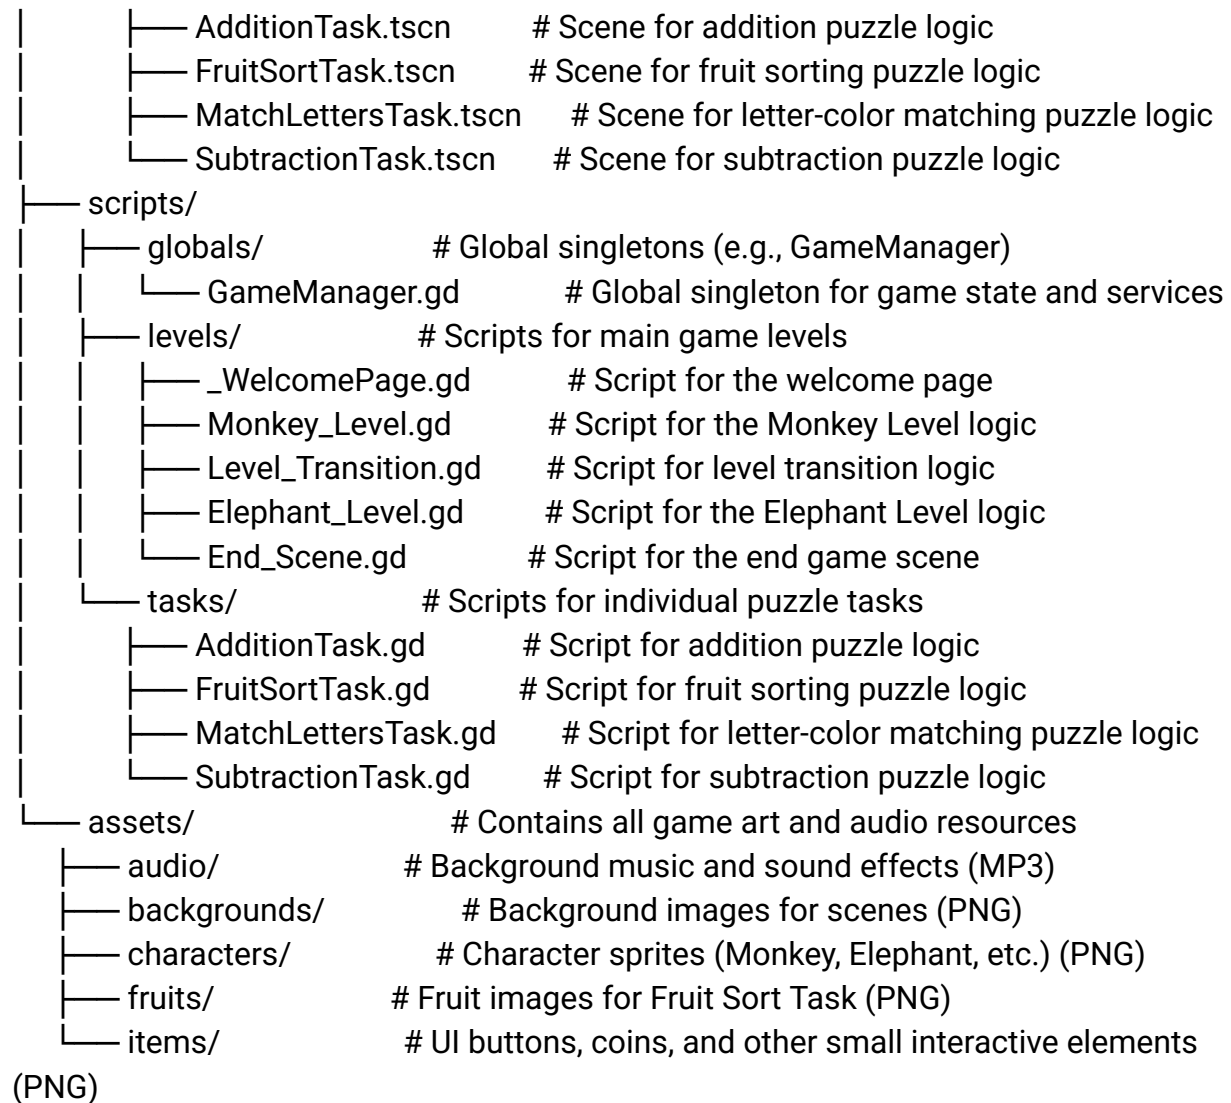 │ ├── AdditionTask.tscn # Scene for addition puzzle logic
│ ├── FruitSortTask.tscn # Scene for fruit sorting puzzle logic
│ ├── MatchLettersTask.tscn # Scene for letter-color matching puzzle logic
│ └── SubtractionTask.tscn # Scene for subtraction puzzle logic
├── scripts/
│ ├── globals/ # Global singletons (e.g., GameManager)
│ │ └── GameManager.gd # Global singleton for game state and services
│ ├── levels/ # Scripts for main game levels
│ │ ├── _WelcomePage.gd # Script for the welcome page
│ │ ├── Monkey_Level.gd # Script for the Monkey Level logic
│ │ ├── Level_Transition.gd # Script for level transition logic
│ │ ├── Elephant_Level.gd # Script for the Elephant Level logic
│ │ └── End_Scene.gd # Script for the end game scene
│ └── tasks/ # Scripts for individual puzzle tasks
│ ├── AdditionTask.gd # Script for addition puzzle logic
│ ├── FruitSortTask.gd # Script for fruit sorting puzzle logic
│ ├── MatchLettersTask.gd # Script for letter-color matching puzzle logic
│ └── SubtractionTask.gd # Script for subtraction puzzle logic
└── assets/ # Contains all game art and audio resources
├── audio/ # Background music and sound effects (MP3)
├── backgrounds/ # Background images for scenes (PNG)
├── characters/ # Character sprites (Monkey, Elephant, etc.) (PNG)
├── fruits/ # Fruit images for Fruit Sort Task (PNG)
└── items/ # UI buttons, coins, and other small interactive elements
(PNG)